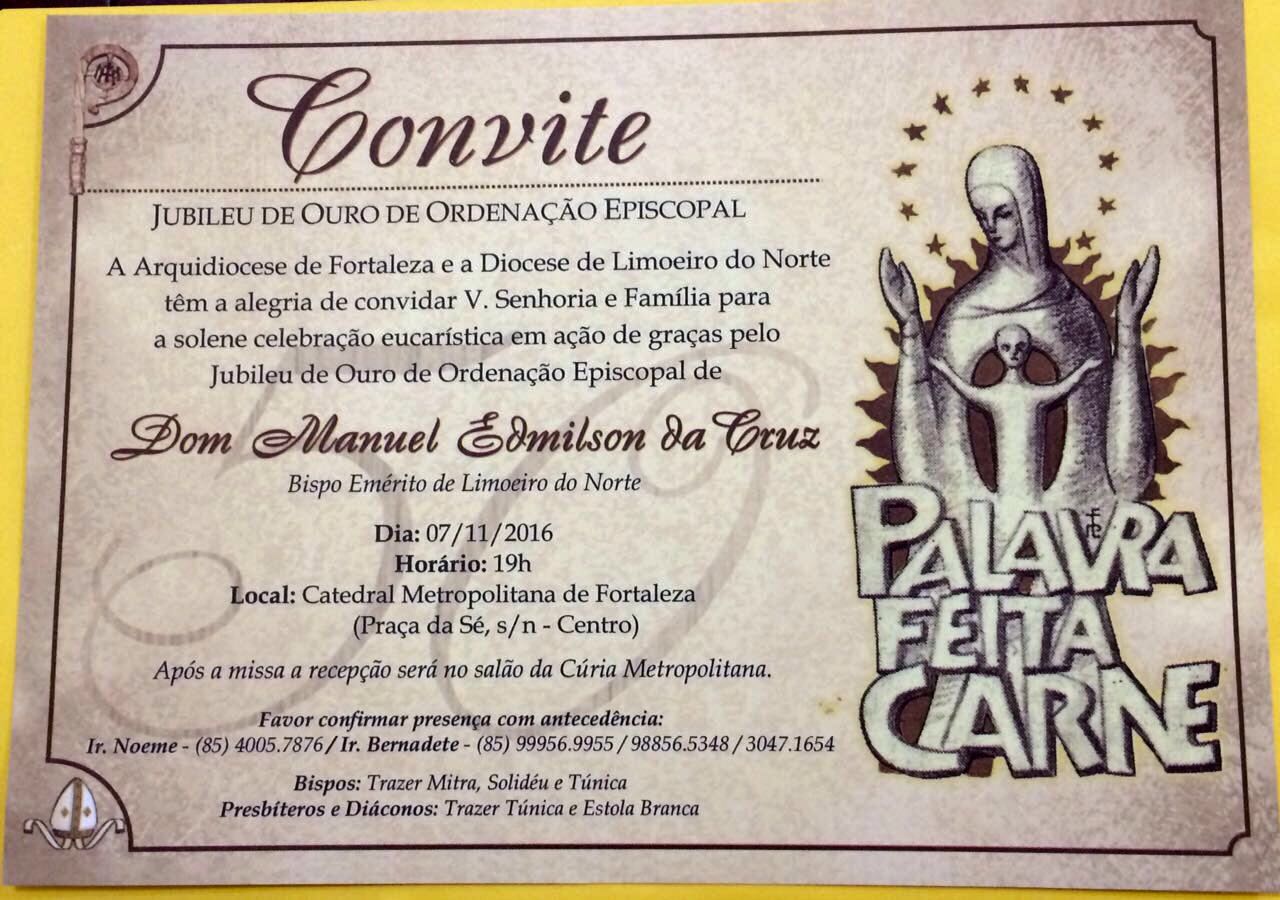 Convite
JUBILEU DE OURO DE ORDENAÇÃO EPISCOPAL
A Arquidiocese de Fortaleza e a Diocese de Limoeiro do Norte
têm a alegria de convidar V. Senhoria e Família para
a solene celebração eucarística em ação de graças pelo
Jubileu de Ouro de Ordenação Episcopal de
Dom Manuel Edmilson da Cruz
Bispo Emérito de Limoeiro do Norte
Dia: 07/11/2016
Horário: 19h
Local: Catedral Metropolitana de Fortaleza
(Praça da Sé, s/n - Centro)
Após a missa a recepção será no salão da Cúria Metropolitana.
Favor confirmar presença com antecedência:
Ir. Noeme - (85) 4005.7876 / Ir. Bernadete - (85) 99956.9955 / 98856.5348 / 3047.1654
Bispos: Trazer Mitra, Solidéu e Túnica
Presbíteros e Diáconos: Trazer Túnica e Estola Branca
PALAVRA
FEITA
CARNE
50